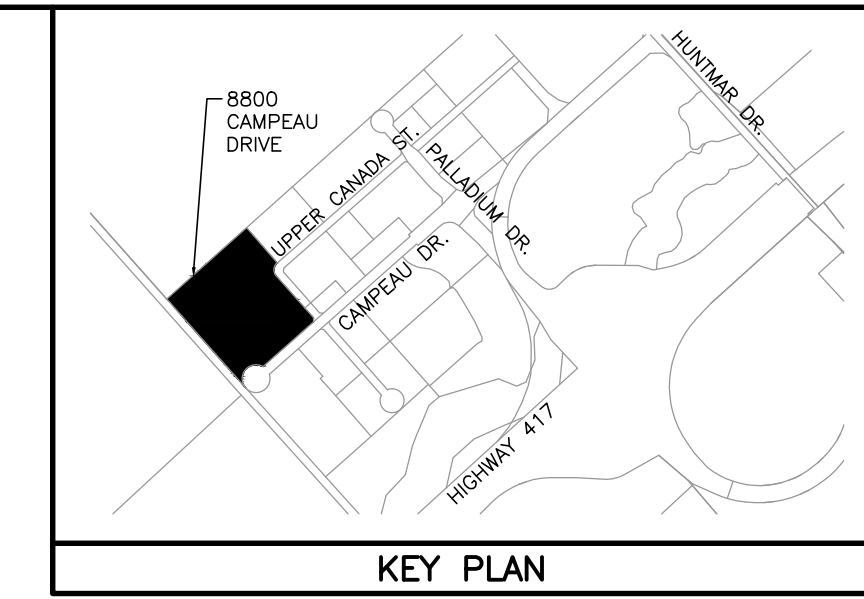 HUNTMAR DR.
8800
CAMPEAU
DRIVE
UPPER CANADA ST.
PALLADIUM DR.
CAMPEAU DR.
HIGHWAY 417
KEY PLAN